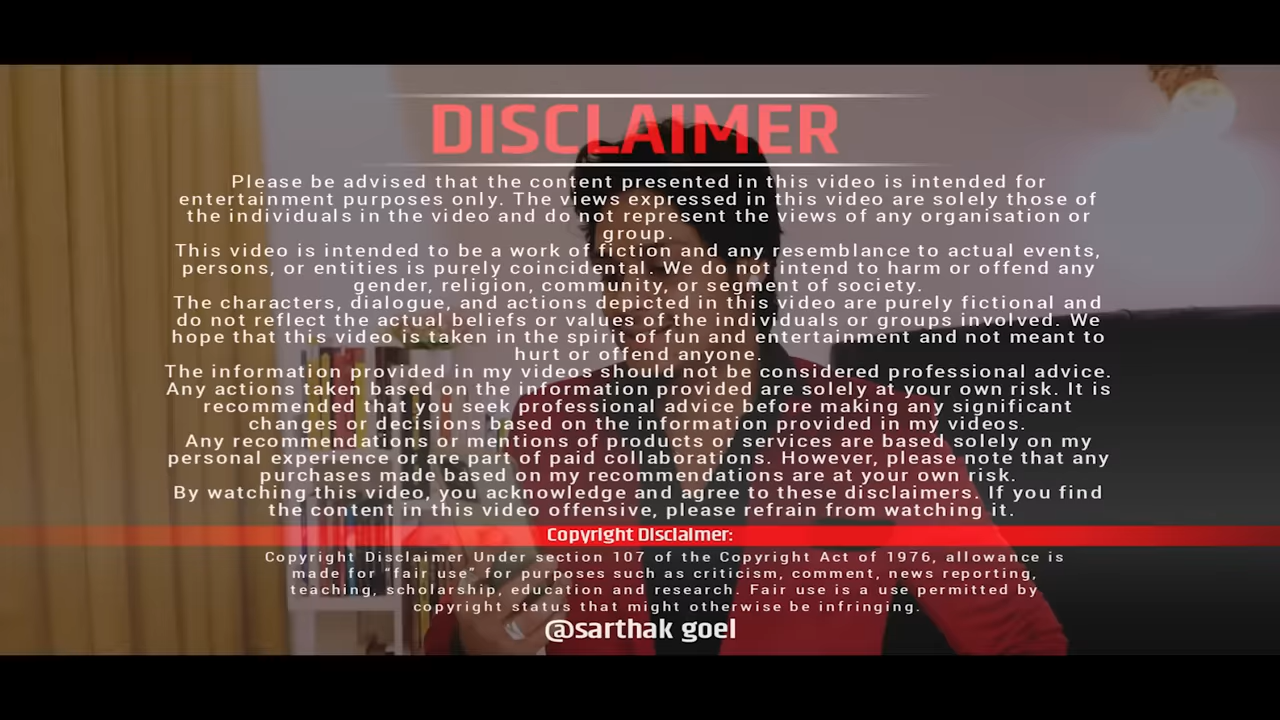 DISCLAIMER
Please be advised that the content presented in this video is intended for
entertainment purposes only. The views expressed in this video are solely those of
the individuals in the video and do not represent the views of any organisation or
group.
This video is intended to be a work of fiction and any resemblance to actual events,
persons, or entities is purely coincidental. We do not intend to harm or offend any
gender, religion, community, or segment of society.
The characters, dialogue, and actions depicted in this video are purely fictional and
do not reflect the actual beliefs or values of the individuals or groups involved. We
hope that this video is taken in the spirit of fun and entertainment and not meant to
hurt or offend anyone.
The information provided in my videos should not be considered professional advice.
Any actions taken based on the information provided are solely at your own risk. It is
recommended that you seek professional advice before making any significant
changes or decisions based on the information provided in my videos.
Any recommendations or mentions of products or services are based solely on my
personal experience or are part of paid collaborations. However, please note that any
purchases made based on my recommendations are at your own risk.
By watching this video, you acknowledge and agree to these disclaimers. If you find
the content in this video offensive, please refrain from watching it.
Copyright Disclaimer:
Copyright Disclaimer Under section 107 of the Copyright Act of 1976, allowance is
made for “fair use” for purposes such as criticism, comment, news reporting,
teaching, scholarship, education and research. Fair use is a use permitted by
copyright status that might otherwise be infringing.
@sarthak goel